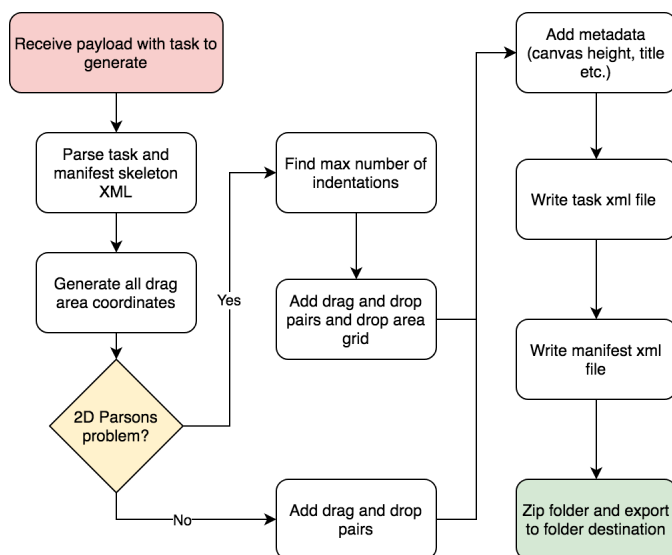 Receive payload with task to
generate
Parse task and
manifest skeleton
XML
Generate all drag
area coordinates
2D Parsons
problem?
Yes
No
Find max number of
indentations
Add drag and drop
pairs and drop area
grid
Add drag and drop
pairs
Add metadata
(canvas height, title
etc.)
Write task xml file
Write manifest xml
file
Zip folder and export
to folder destination